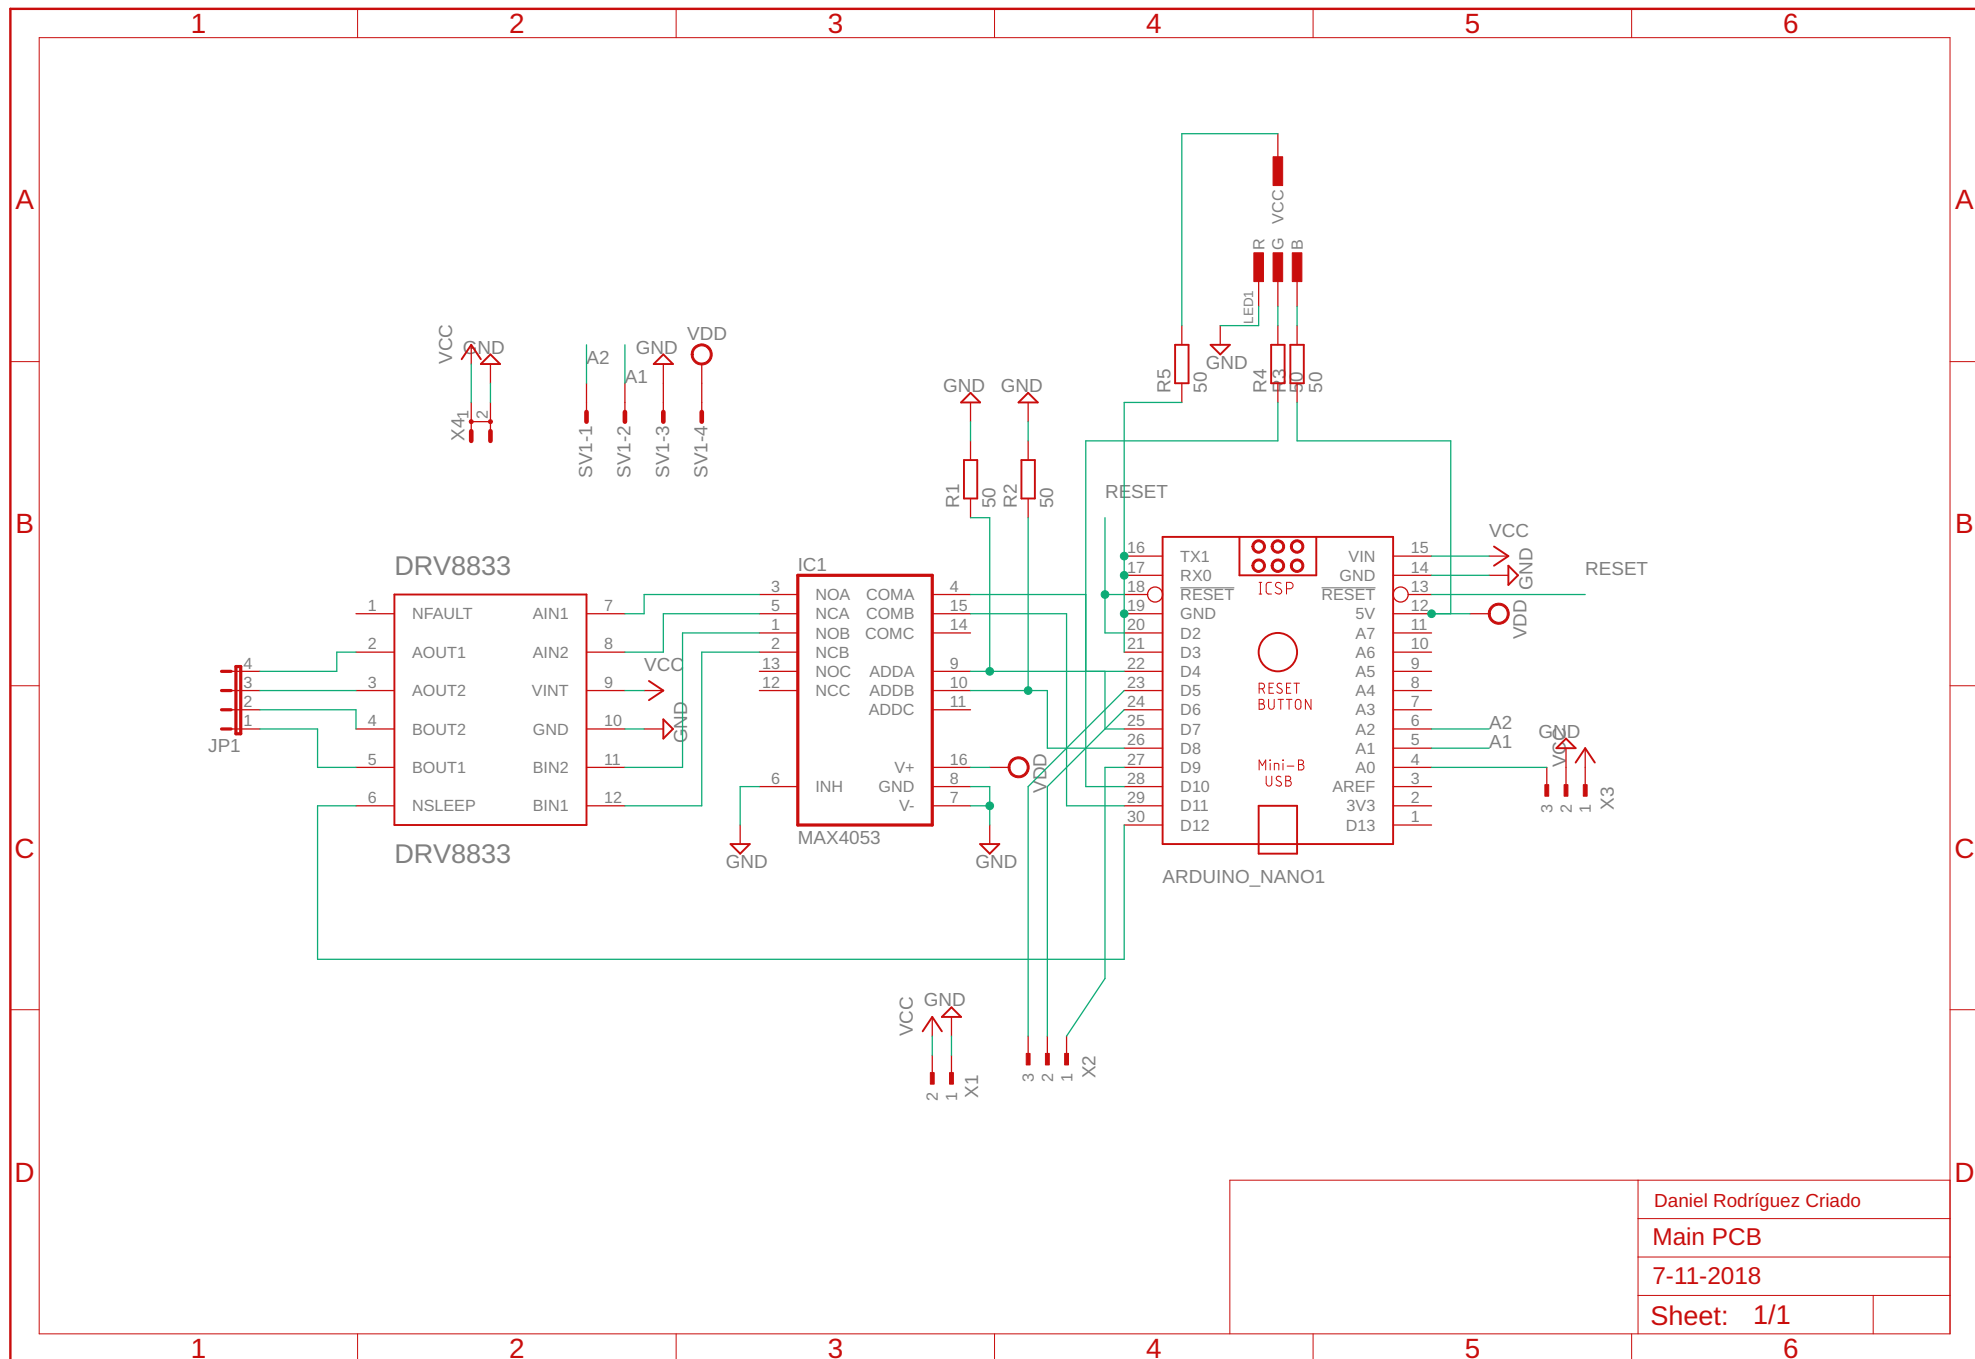 1 2 3 4 5 6
A A
VCC
R G B
LED1
GND
R5 50
R4 50
R3 50
VCC GND
X4 1 2
A2
A1
GND
VDD
SV1-1
SV1-2
SV1-3
SV1-4
GND GND
R1 50
R2 50
RESET
B B
DRV8833
1 NFAULT AIN1 7
2 AOUT1 AIN2 8
3 AOUT2 VINT 9
4 BOUT2 GND 10
5 BOUT1 BIN2 11
6 NSLEEP BIN1 12
DRV8833
VCC
GND
4
3
2
1
JP1
IC1
3 NOA COMA 4
5 NCA COMB 15
1 NOB COMC 14
2 NCB
13 NOC ADDA 9
12 NCC ADDB 10
ADDC 11
V+ 16
6 INH GND 8
V- 7
MAX4053
GND
GND
VDD
16 TX1 VIN 15
17 RX0 GND 14
18 RESET RESET 13
19 GND 5V 12
20 D2 A7 11
21 D3 A6 10
22 D4 A5 9
23 D5 A4 8
24 D6 A3 7
25 D7 A2 6
26 D8 A1 5
27 D9 A0 4
28 D10 AREF 3
29 D11 3V3 2
30 D12 D13 1
ICSP
RESET
BUTTON
Mini-B
USB
ARDUINO_NANO1
VCC
GND
RESET
VDD
A2
A1
GND
VCC
3 2 1 X3
C C
VCC GND
2 1 X1
3 2 1 X2
D D
Daniel Rodríguez Criado
Main PCB
7-11-2018
Sheet: 1/1
1 2 3 4 5 6